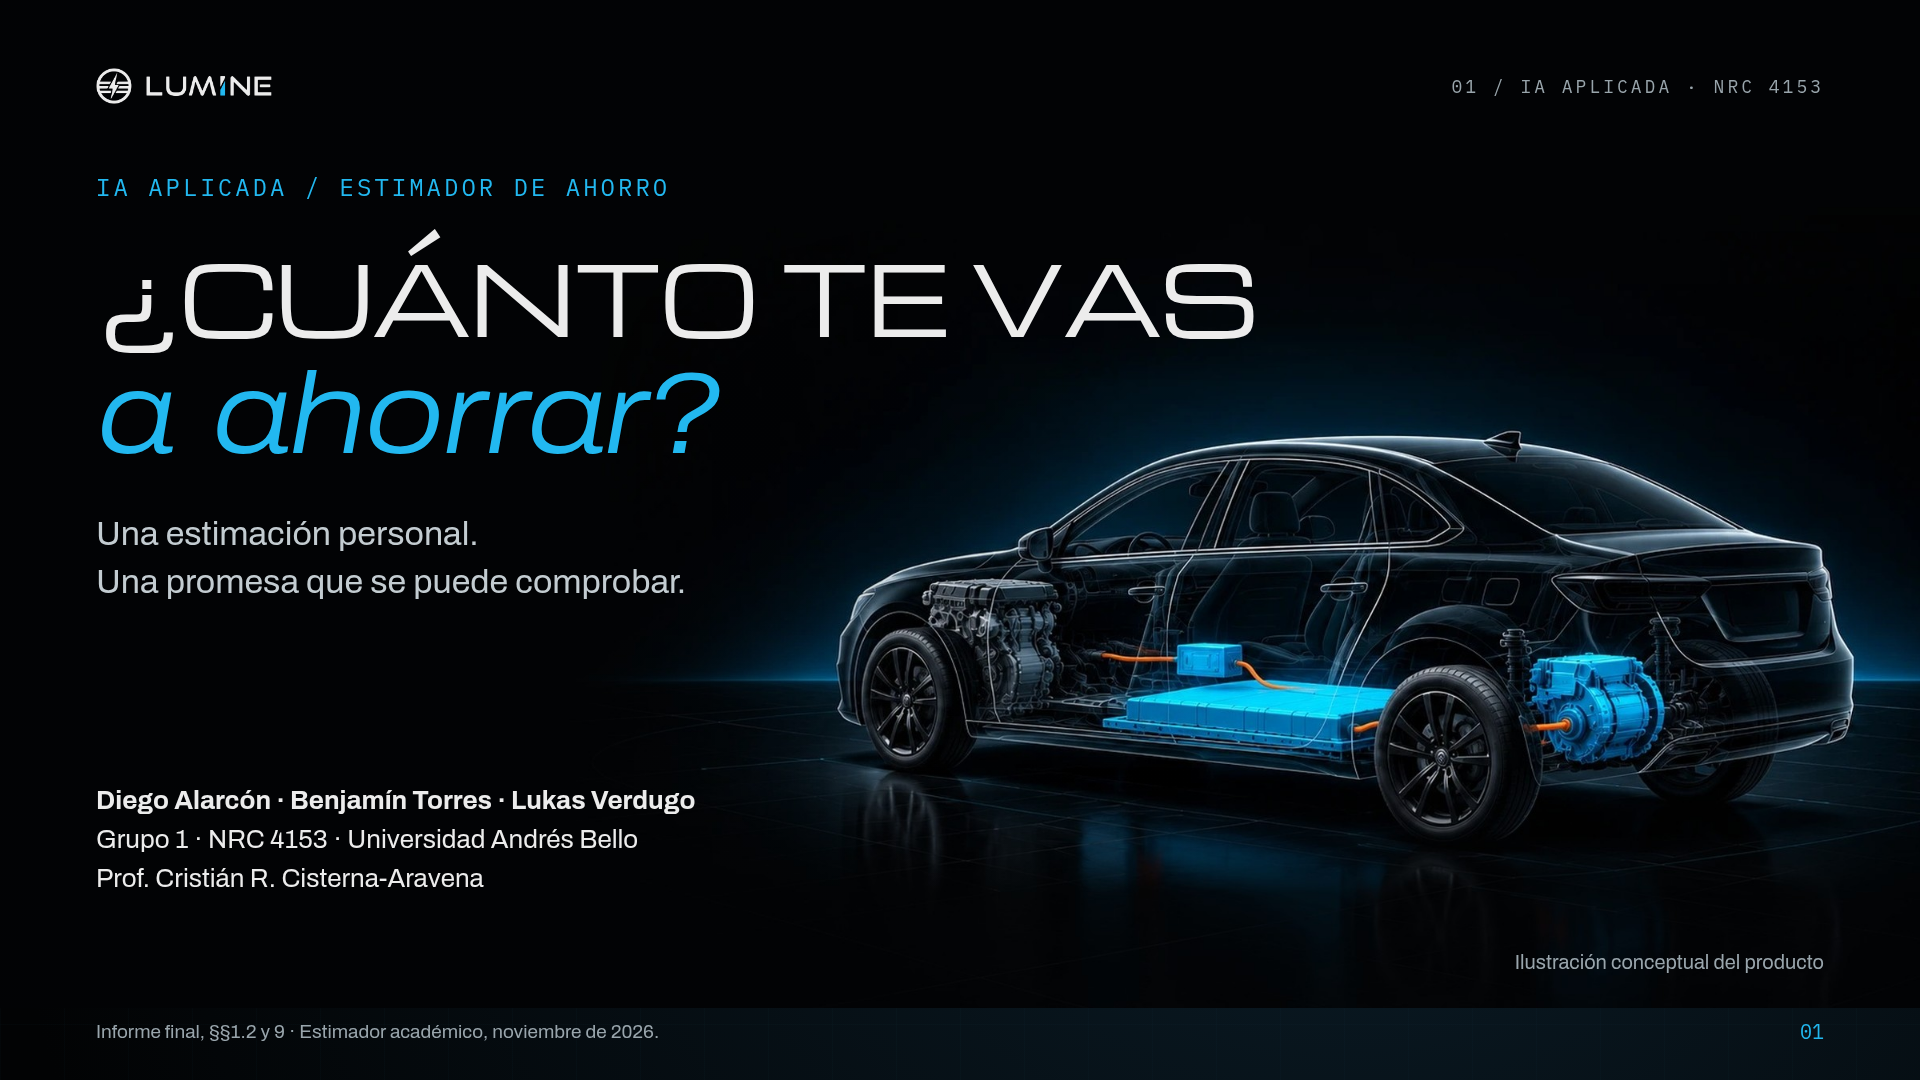 LUMINE
01 / IA APLICADA · NRC 4153
IA APLICADA / ESTIMADOR DE AHORRO
¿CUÁNTO TE VAS
a ahorrar?
Una estimación personal.
Una promesa que se puede comprobar.
Diego Alarcón · Benjamín Torres · Lukas Verdugo
Grupo 1 · NRC 4153 · Universidad Andrés Bello
Prof. Cristián R. Cisterna-Aravena
Ilustración conceptual del producto
Informe final, §§1.2 y 9 · Estimador académico, noviembre de 2026.
01